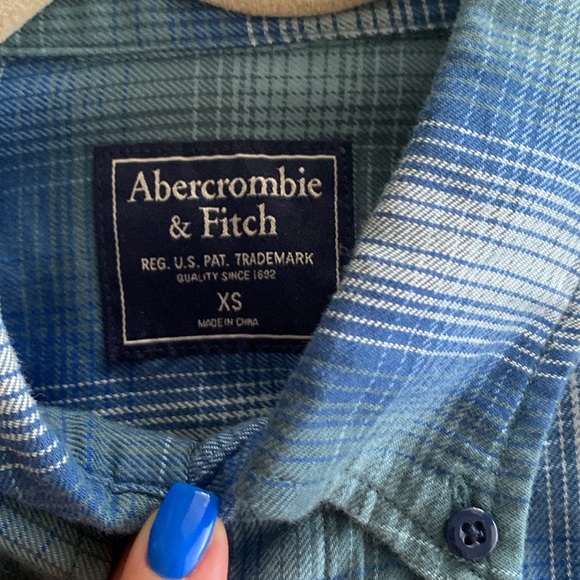 Abercrombie
& Fitch
REG. U.S. PAT. TRADEMARK
QUALITY SINCE 1892
XS
MADE IN CHINA